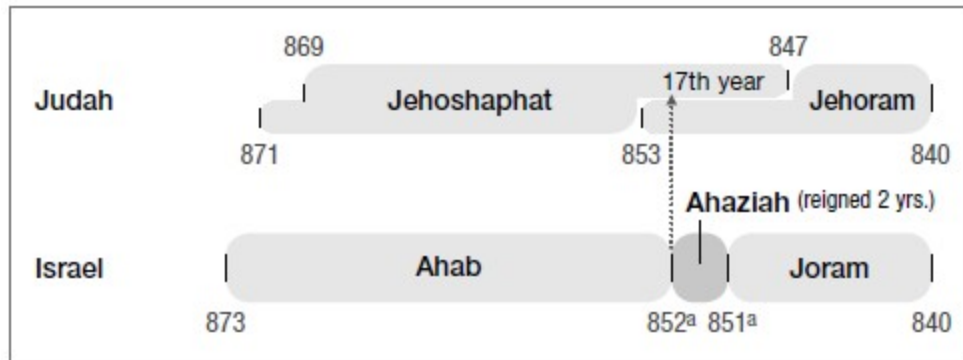 869 847
Judah Jehoshaphat 17th year Jehoram
871 853 840
Ahaziah (reigned 2 yrs.)
Israel Ahab Joram
873 852ᵃ 851ᵃ 840